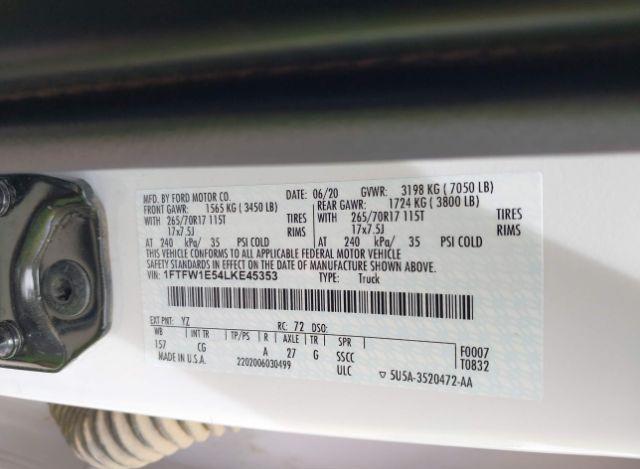 MFD. BY FORD MOTOR CO. DATE: 06/20 GVWR: 3198 KG ( 7050 LB)
FRONT GAWR: 1565 KG ( 3450 LB) REAR GAWR: 1724 KG ( 3800 LB)
WITH 265/70R17 115T TIRES WITH 265/70R17 115T TIRES
17x7.5J RIMS 17x7.5J RIMS
AT 240 kPa/ 35 PSI COLD AT 240 kPa/ 35 PSI COLD
THIS VEHICLE CONFORMS TO ALL APPLICABLE FEDERAL MOTOR VEHICLE
SAFETY STANDARDS IN EFFECT ON THE DATE OF MANUFACTURE SHOWN ABOVE.
VIN: 1FTFW1E54LKE45353 TYPE: Truck
EXT PNT: YZ RC: 72 DSO:
WB INT TR TP/PS R AXLE TR SPR
157 CG A 27 G SSCC F0007
MADE IN U.S.A. 2202006030499 ULC T0832
▽ 5U5A-3520472-AA